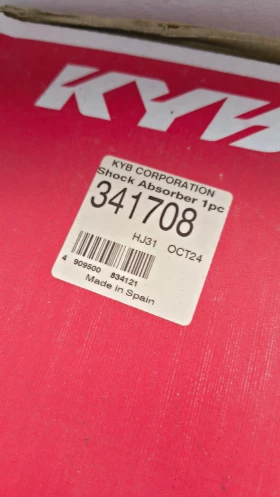 KYB
KYB CORPORATION
Shock Absorber 1pc
341708
HJ31 OCT24
4 909500 834121
Made in Spain